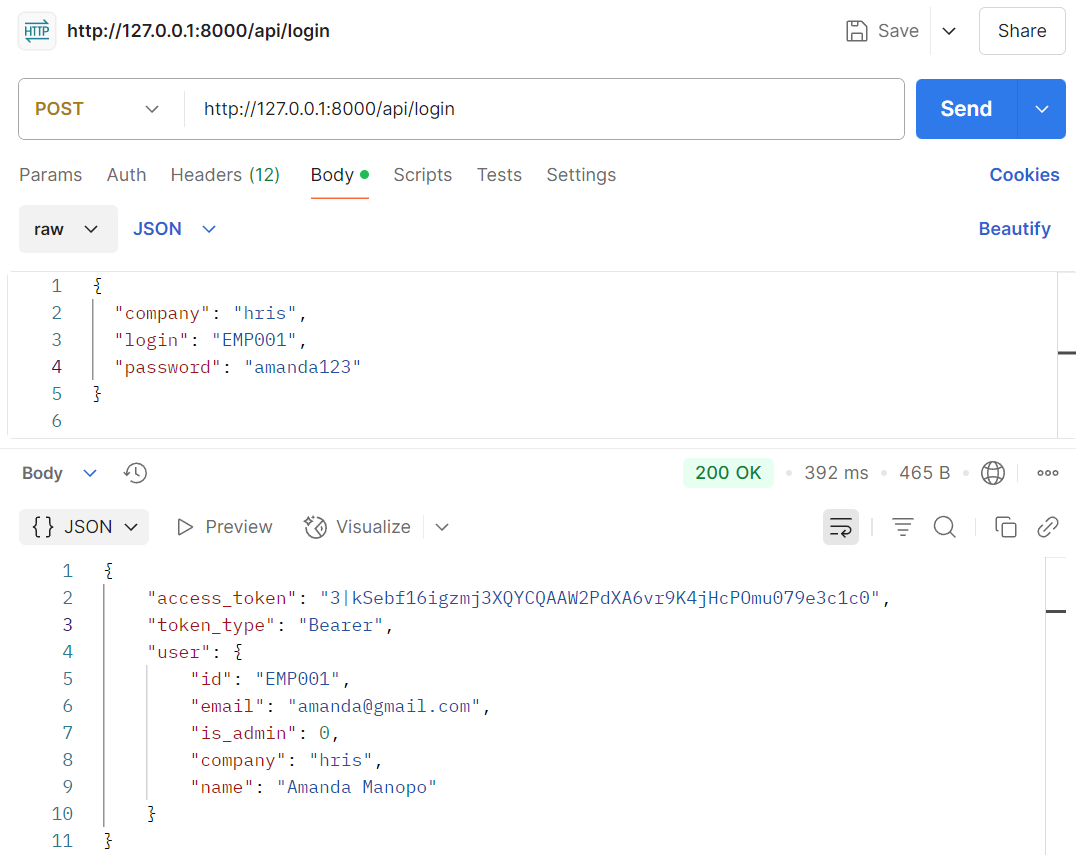 HTTP http://127.0.0.1:8000/api/login Save Share
POST http://127.0.0.1:8000/api/login Send
Params Auth Headers (12) Body Scripts Tests Settings Cookies
raw JSON Beautify
1 {
2 "company": "hris",
3 "login": "EMP001",
4 "password": "amanda123"
5 }
6
Body 200 OK 392 ms 465 B
{} JSON Preview Visualize
1 {
2 "access_token": "3|kSebf16igzmj3XQYCQAAW2PdXA6vr9K4jHcPOmu079e3c1c0",
3 "token_type": "Bearer",
4 "user": {
5 "id": "EMP001",
6 "email": "amanda@gmail.com",
7 "is_admin": 0,
8 "company": "hris",
9 "name": "Amanda Manopo"
10 }
11 }